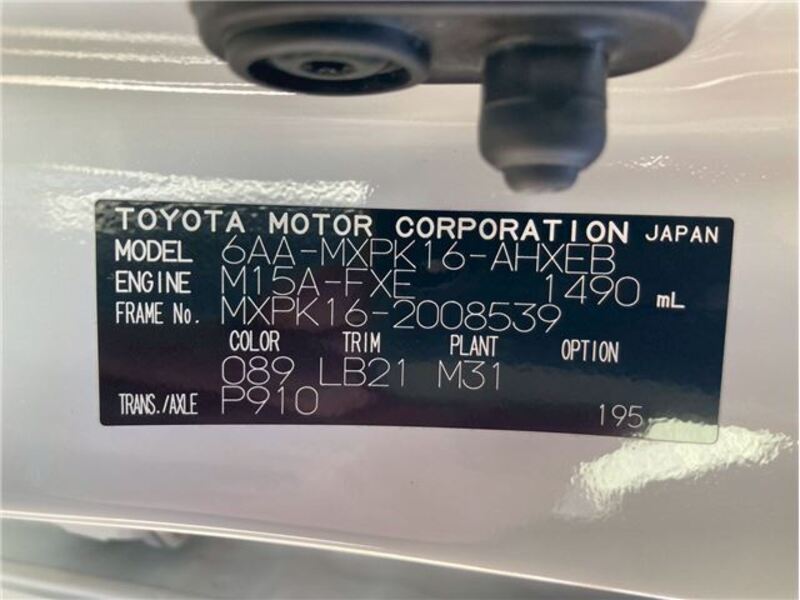 TOYOTA MOTOR CORPORATION JAPAN
MODEL 6AA-MXPK16-AHXEB
ENGINE M15A-FXE 1490 mL
FRAME No. MXPK16-2008539
COLOR TRIM PLANT OPTION
089 LB21 M31
TRANS./AXLE P910 195